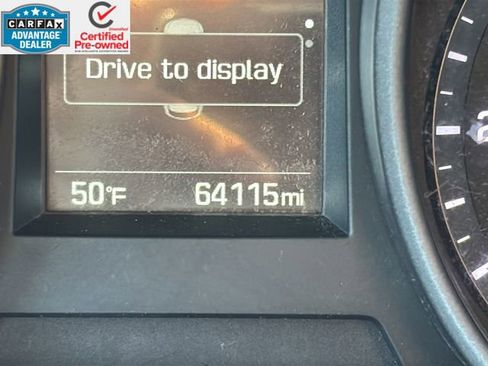 CARFAX
ADVANTAGE
DEALER
Certified
Pre-owned
Drive to display
50°F 64115mi